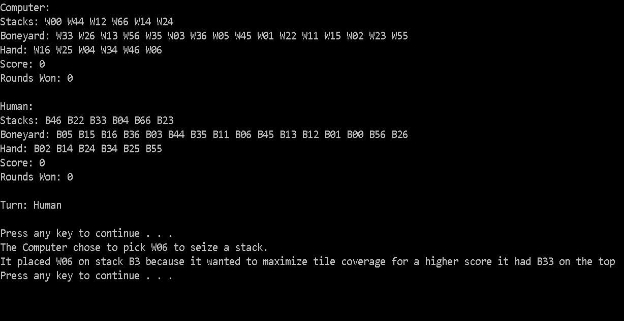 Computer:
Stacks: W00 W44 W12 W66 W14 W24
Boneyard: W33 W26 W13 W56 W35 W03 W36 W05 W45 W01 W22 W11 W15 W02 W23 W55
Hand: W16 W25 W04 W34 W46 W06
Score: 0
Rounds Won: 0
Human:
Stacks: B46 B22 B33 B04 B66 B23
Boneyard: B05 B15 B16 B36 B03 B44 B35 B11 B06 B45 B13 B12 B01 B00 B56 B26
Hand: B02 B14 B24 B34 B25 B55
Score: 0
Rounds Won: 0
Turn: Human
Press any key to continue . . .
The Computer chose to pick W06 to seize a stack.
It placed W06 on stack B3 because it wanted to maximize tile coverage for a higher score it had B33 on the top
Press any key to continue . . .